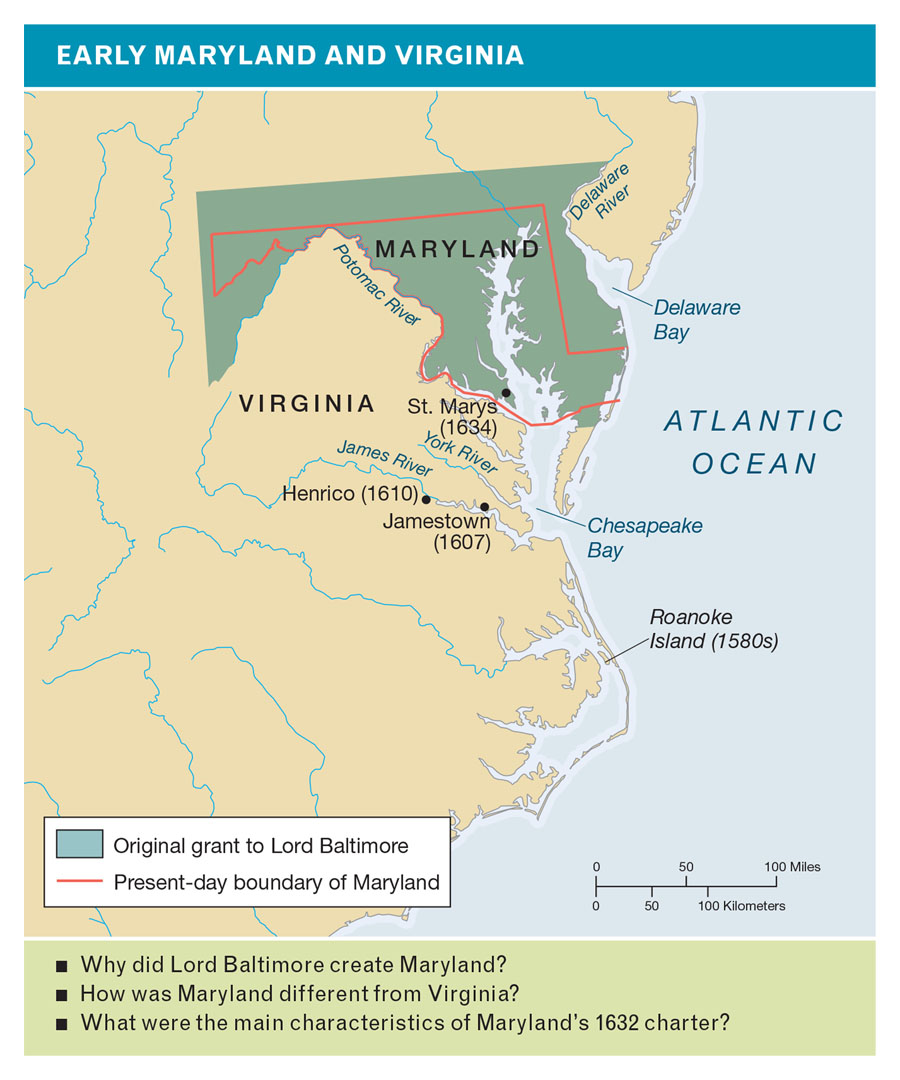 EARLY MARYLAND AND VIRGINIA
Delaware
River
MARYLAND
Potomac River
Delaware
Bay
VIRGINIA
St. Marys
(1634)
ATLANTIC
OCEAN
York River
James River
Henrico (1610)
Jamestown
(1607)
Chesapeake
Bay
Roanoke
Island (1580s)
Original grant to Lord Baltimore
Present-day boundary of Maryland
0 50 100 Miles
0 50 100 Kilometers
■ Why did Lord Baltimore create Maryland?
■ How was Maryland different from Virginia?
■ What were the main characteristics of Maryland’s 1632 charter?